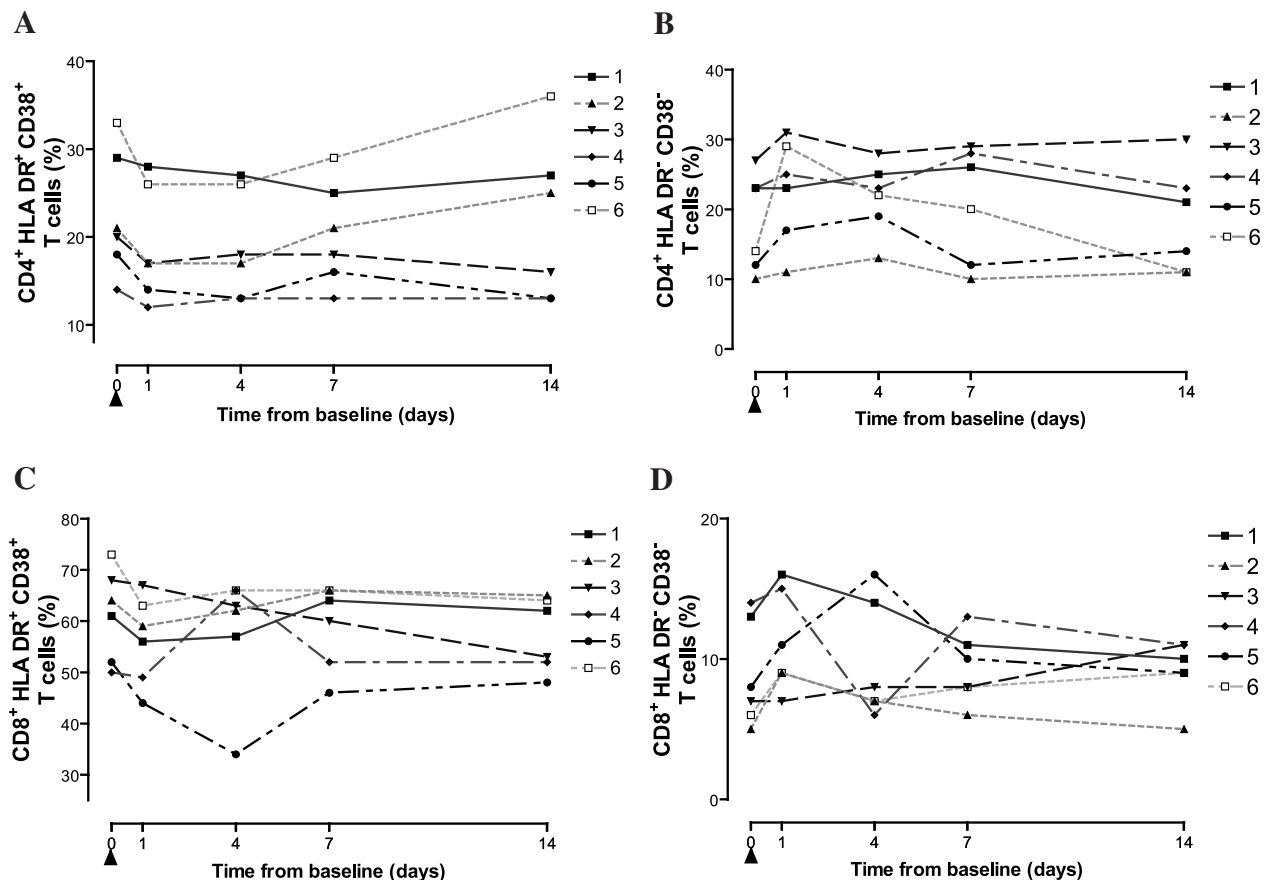 A
CD4+ HLA DR+ CD38+
T cells (%)
40
30
20
10
0 1 4 7 14
Time from baseline (days)
1
2
3
4
5
6
B
CD4+ HLA DR- CD38-
T cells (%)
40
30
20
10
0
0 1 4 7 14
Time from baseline (days)
1
2
3
4
5
6
C
CD8+ HLA DR+ CD38+
T cells (%)
80
70
60
50
40
30
0 1 4 7 14
Time from baseline (days)
1
2
3
4
5
6
D
CD8+ HLA DR- CD38-
T cells (%)
20
10
0
0 1 4 7 14
Time from baseline (days)
1
2
3
4
5
6